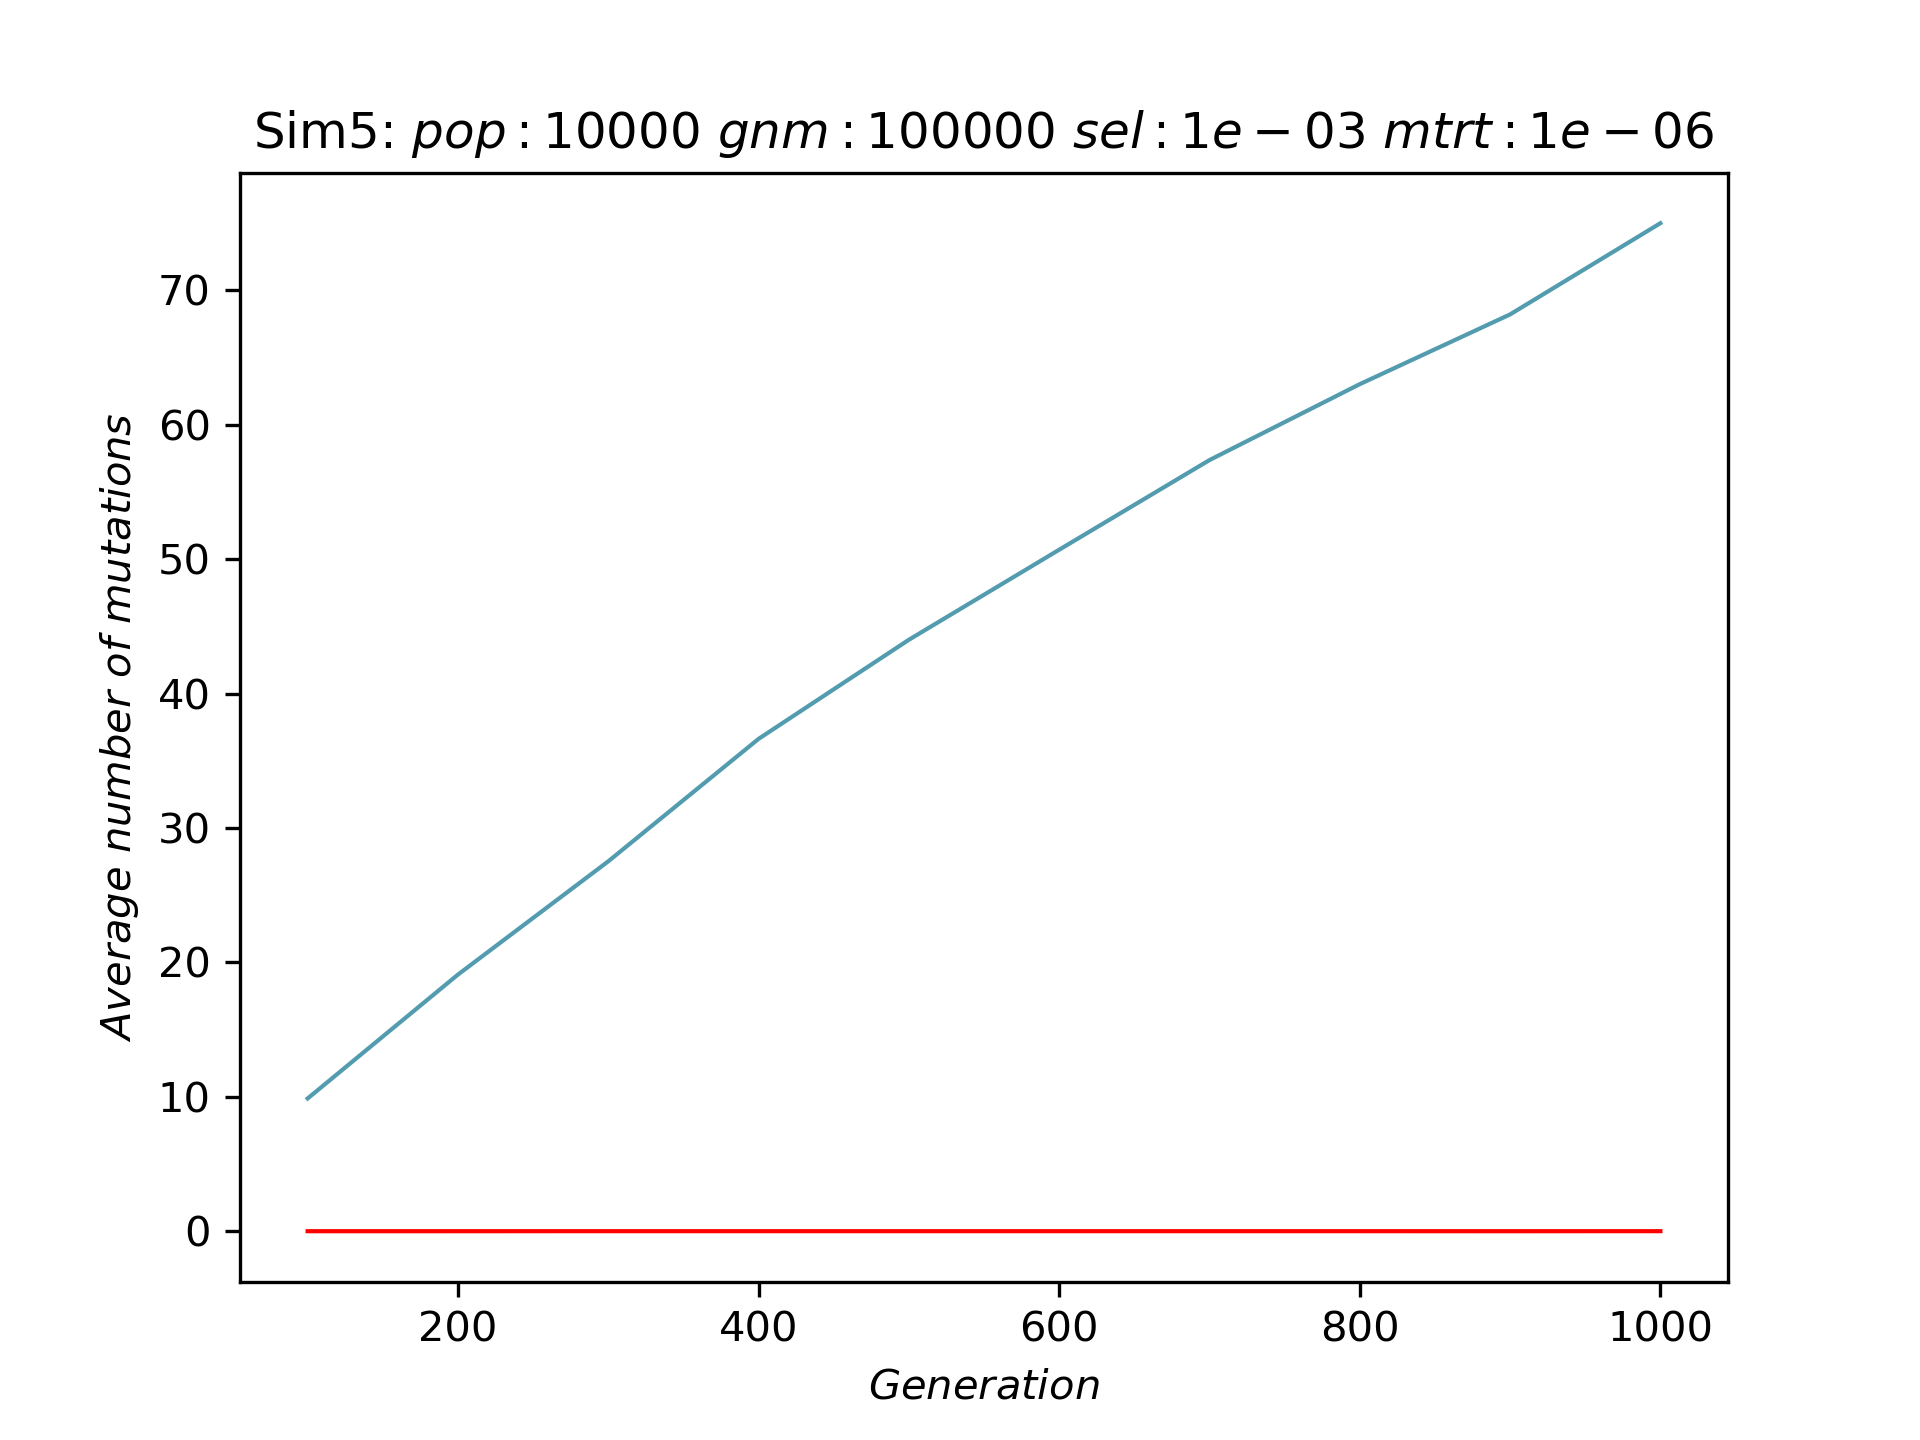 Sim5: pop : 10000 gnm : 100000 sel : 1e − 03 mtrt : 1e − 06
Average number of mutations
70
60
50
40
30
20
10
0
200 400 600 800 1000
Generation